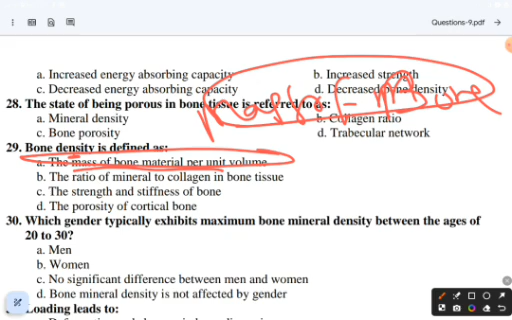 Questions-9.pdf
a. Increased energy absorbing capacity b. Increased strength
c. Decreased energy absorbing capacity d. Decreased bone density
28. The state of being porous in bone tissue is referred to as:
a. Mineral density b. Collagen ratio
c. Bone porosity d. Trabecular network
29. Bone density is defined as:
a. The mass of bone material per unit volume
b. The ratio of mineral to collagen in bone tissue
c. The strength and stiffness of bone
d. The porosity of cortical bone
30. Which gender typically exhibits maximum bone mineral density between the ages of
20 to 30?
a. Men
b. Women
c. No significant difference between men and women
d. Bone mineral density is not affected by gender
Loading leads to: